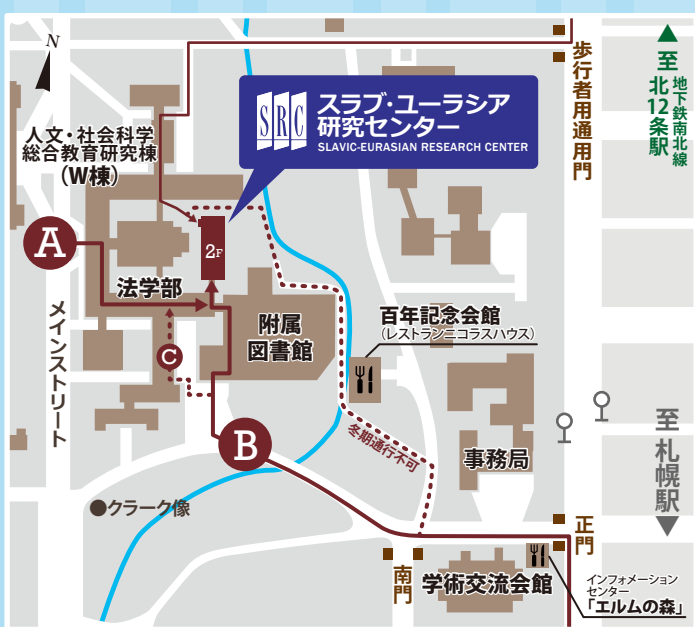 N
人文・社会科学
総合教育研究棟
(W棟)
SRC
スラブ・ユーラシア
研究センター
SLAVIC-EURASIAN RESEARCH CENTER
歩行者用通用門
至
北12条駅
地下鉄南北線
A
2F
法学部
メインストリート
附属
図書館
百年記念会館
(レストランニコラスハウス)
C
B
冬期通行不可
事務局
至札幌駅
クラーク像
正門
南門
学術交流会館
インフォメーション
センター
「エルムの森」